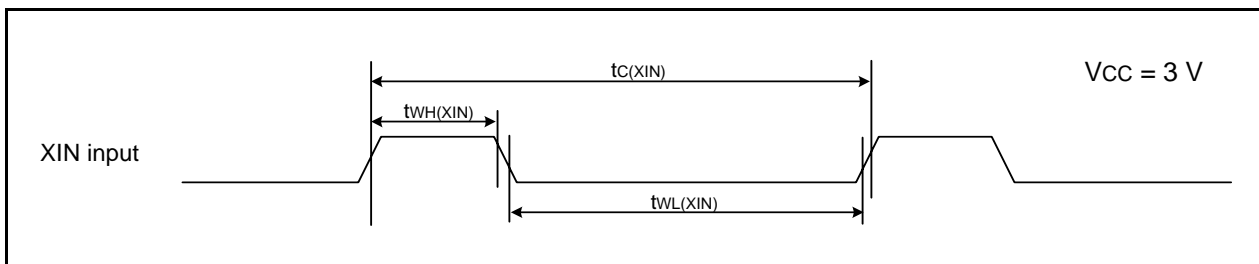 tC(XIN)
VCC = 3 V
tWH(XIN)
XIN input
tWL(XIN)